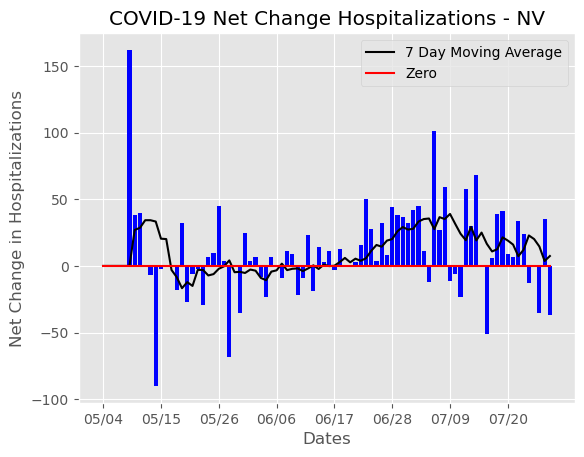 COVID-19 Net Change Hospitalizations - NV
7 Day Moving Average
Zero
Net Change in Hospitalizations
150
100
50
0
−50
−100
05/04 05/15 05/26 06/06 06/17 06/28 07/09 07/20
Dates